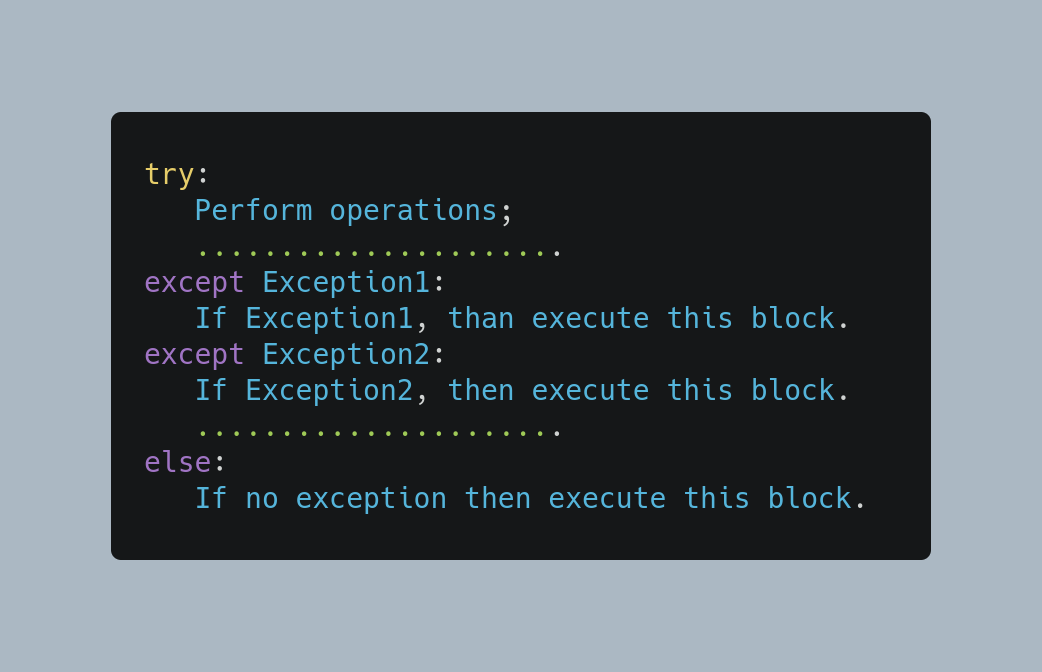 try:
Perform operations;
......................
except Exception1:
If Exception1, than execute this block.
except Exception2:
If Exception2, then execute this block.
......................
else:
If no exception then execute this block.